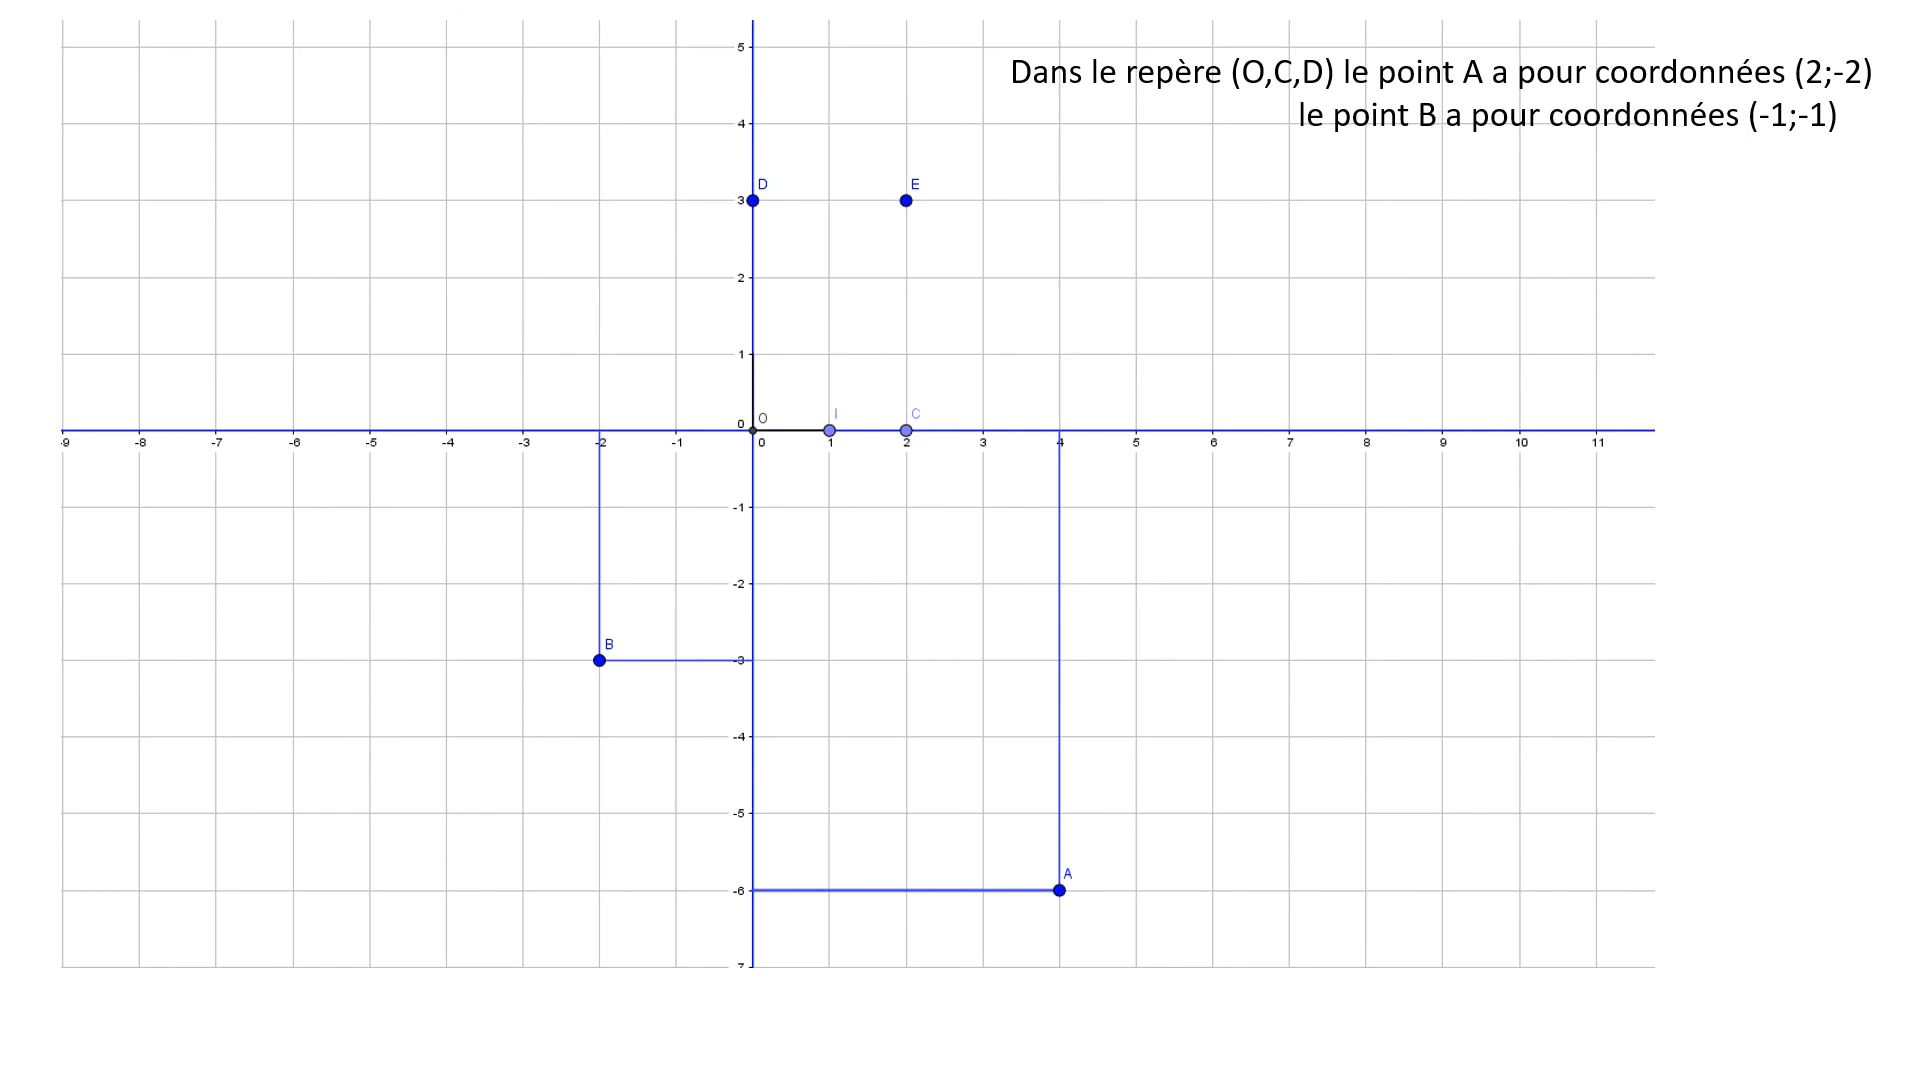 Dans le repère (O,C,D) le point A a pour coordonnées (2;-2)
le point B a pour coordonnées (-1;-1)
5
4
D E
3
2
1
0 O I C
-9 -8 -7 -6 -5 -4 -3 -2 -1 0 1 2 3 4 5 6 7 8 9 10 11
-1
-2
B
-3
-4
-5
A
-6
-7